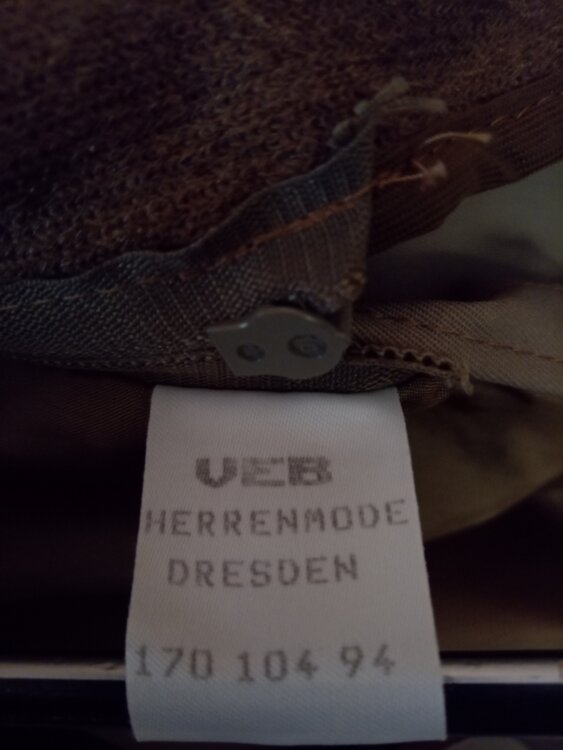 VEB
HERRENMODE
DRESDEN
170 104 94